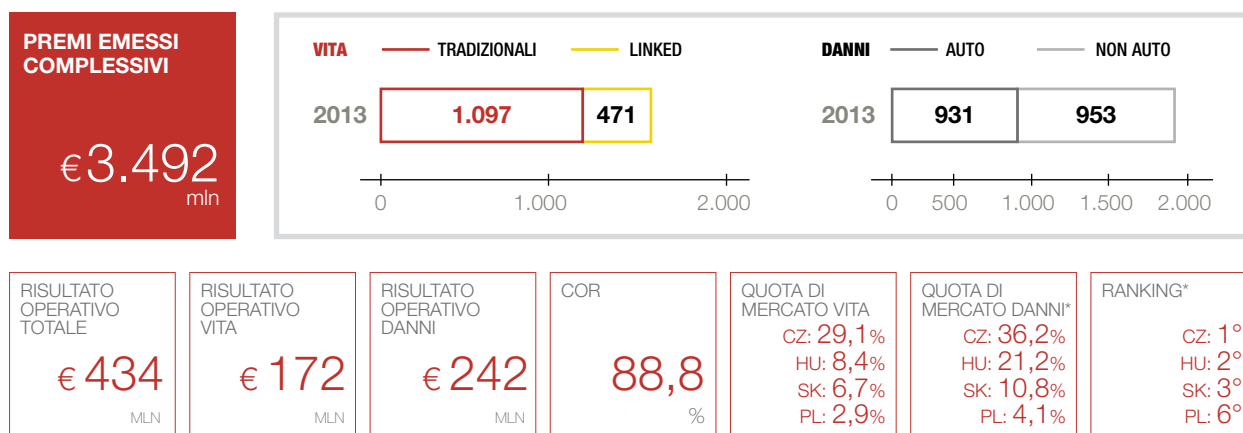 PREMI EMESSI
COMPLESSIVI
€ 3.492
mln
VITA TRADIZIONALI LINKED
2013 1.097 471
0 1.000 2.000
DANNI AUTO NON AUTO
2013 931 953
0 500 1.000 1.500 2.000
RISULTATO
OPERATIVO
TOTALE
€ 434
MLN
RISULTATO
OPERATIVO
VITA
€ 172
MLN
RISULTATO
OPERATIVO
DANNI
€ 242
MLN
COR
88,8
%
QUOTA DI
MERCATO VITA
CZ: 29,1%
HU: 8,4%
SK: 6,7%
PL: 2,9%
QUOTA DI
MERCATO DANNI*
CZ: 36,2%
HU: 21,2%
SK: 10,8%
PL: 4,1%
RANKING*
CZ: 1°
HU: 2°
SK: 3°
PL: 6°